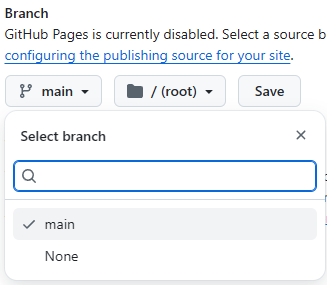 Branch
GitHub Pages is currently disabled. Select a source b
configuring the publishing source for your site.
main
/ (root)
Save
Select branch
main
None